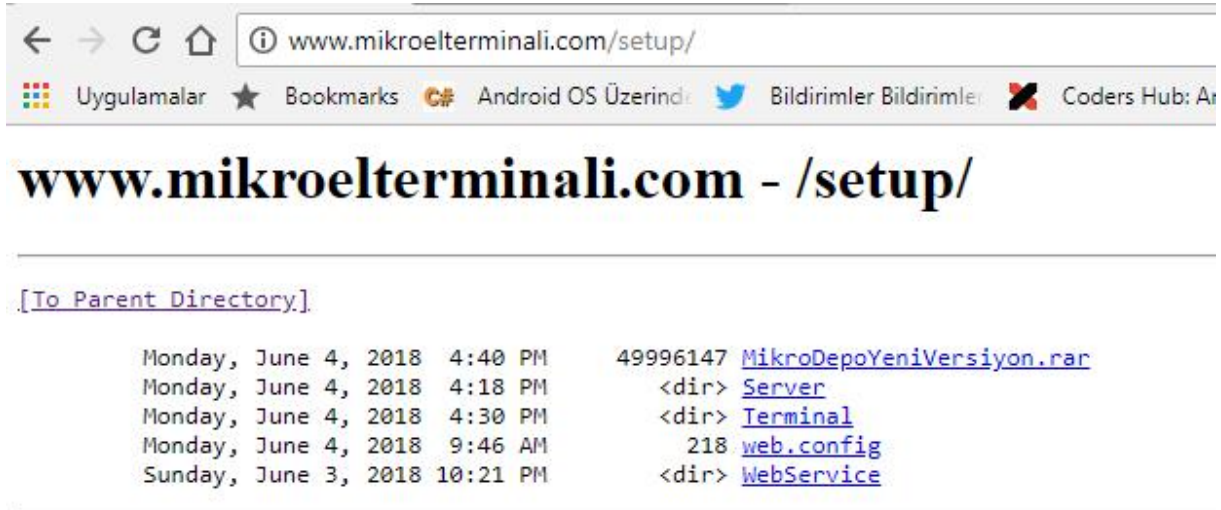 www.mikroelterminali.com/setup/
Uygulamalar Bookmarks C# Android OS Üzerind Bildirimler Bildirimle Coders Hub: Ar
www.mikroelterminali.com - /setup/
[To Parent Directory]
Monday, June 4, 2018 4:40 PM 49996147 MikroDepoYeniVersiyon.rar
Monday, June 4, 2018 4:18 PM <dir> Server
Monday, June 4, 2018 4:30 PM <dir> Terminal
Monday, June 4, 2018 9:46 AM 218 web.config
Sunday, June 3, 2018 10:21 PM <dir> WebService